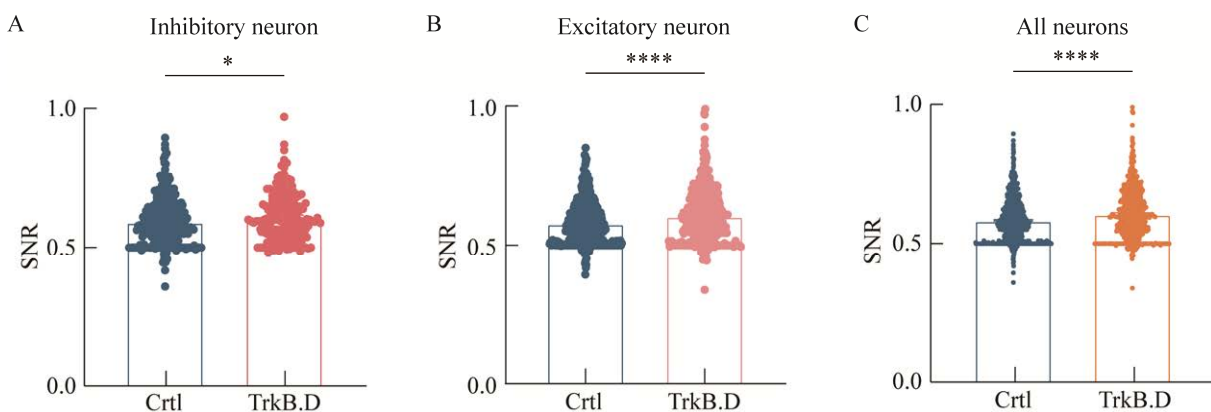 A Inhibitory neuron
*
1.0
0.5
0.0
SNR
Crtl TrkB.D
B Excitatory neuron
****
1.0
0.5
0.0
SNR
Crtl TrkB.D
C All neurons
****
1.0
0.5
0.0
SNR
Crtl TrkB.D